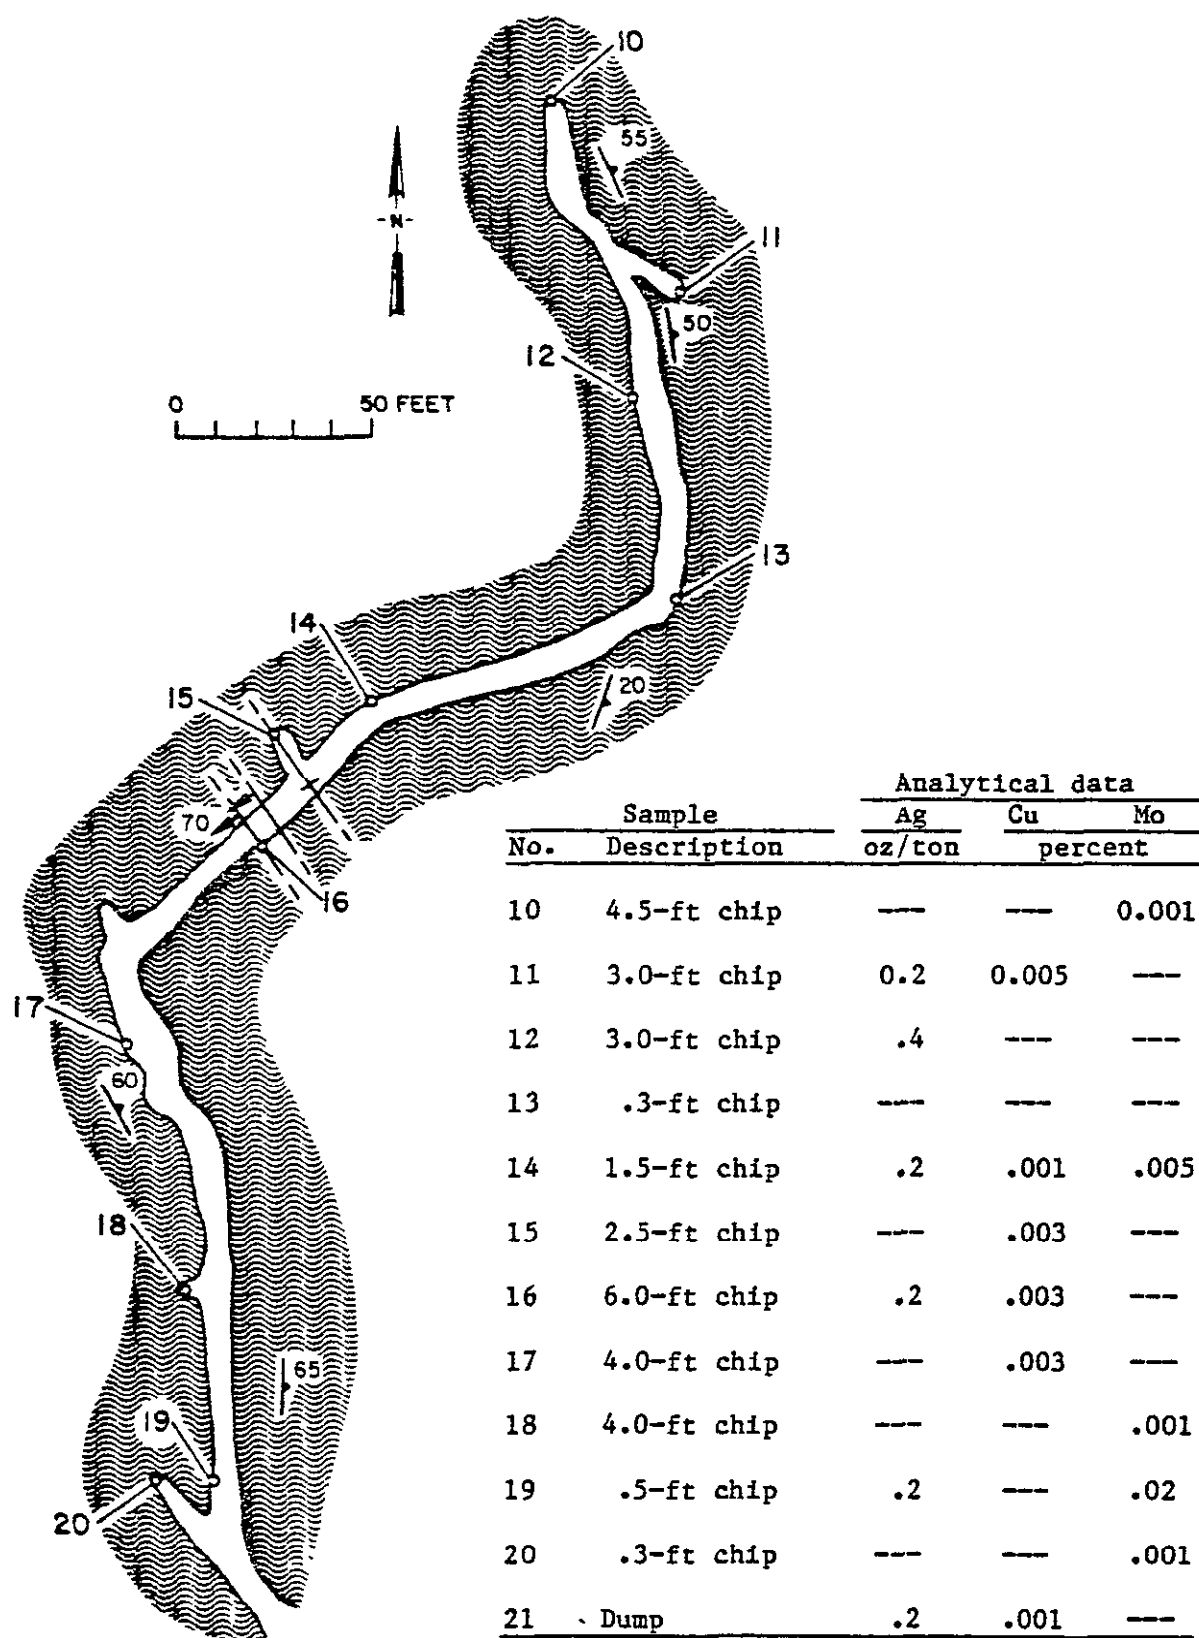 10
55
-N-
11
50
12
0 50 FEET
13
14
20
15
70
16
17
60
18
65
19
20
Analytical data
Sample Ag Cu Mo
No. Description oz/ton percent
10 4.5-ft chip --- --- 0.001
11 3.0-ft chip 0.2 0.005 ---
12 3.0-ft chip .4 --- ---
13 .3-ft chip --- --- ---
14 1.5-ft chip .2 .001 .005
15 2.5-ft chip --- .003 ---
16 6.0-ft chip .2 .003 ---
17 4.0-ft chip --- .003 ---
18 4.0-ft chip --- --- .001
19 .5-ft chip .2 --- .02
20 .3-ft chip --- --- .001
21 Dump .2 .001 ---